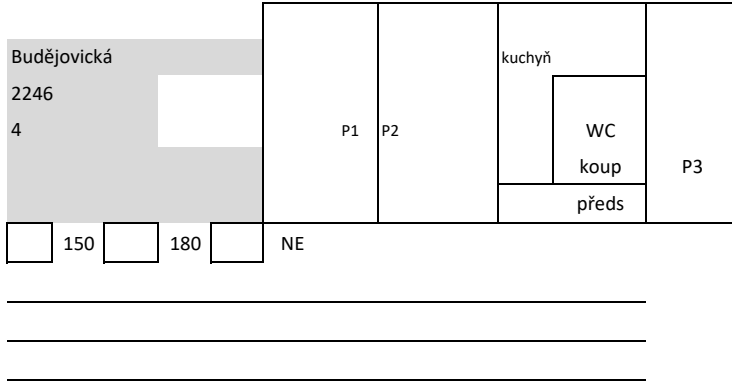 Budějovická
kuchyň
2246
4
P1 P2 WC
koup P3
předs
150 180 NE